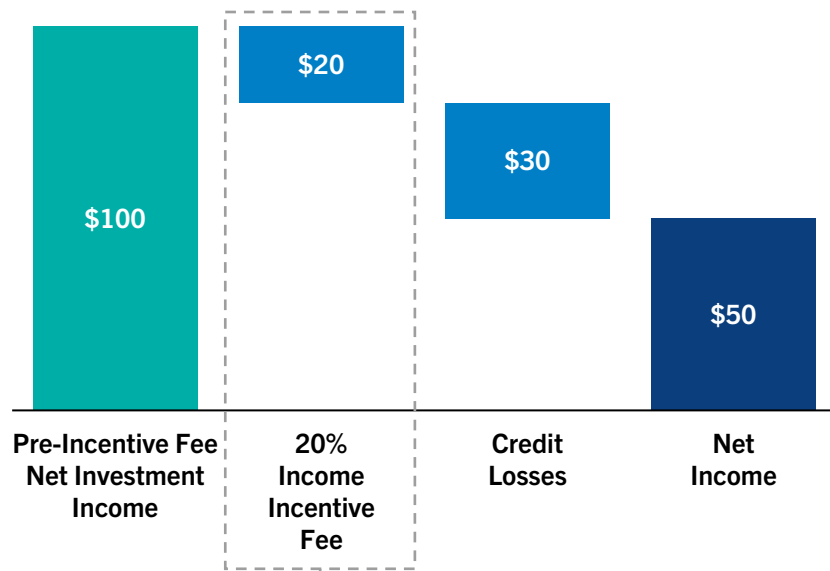 $100
$20
$30
$50
Pre-Incentive Fee
Net Investment
Income
20%
Income
Incentive
Fee
Credit
Losses
Net
Income